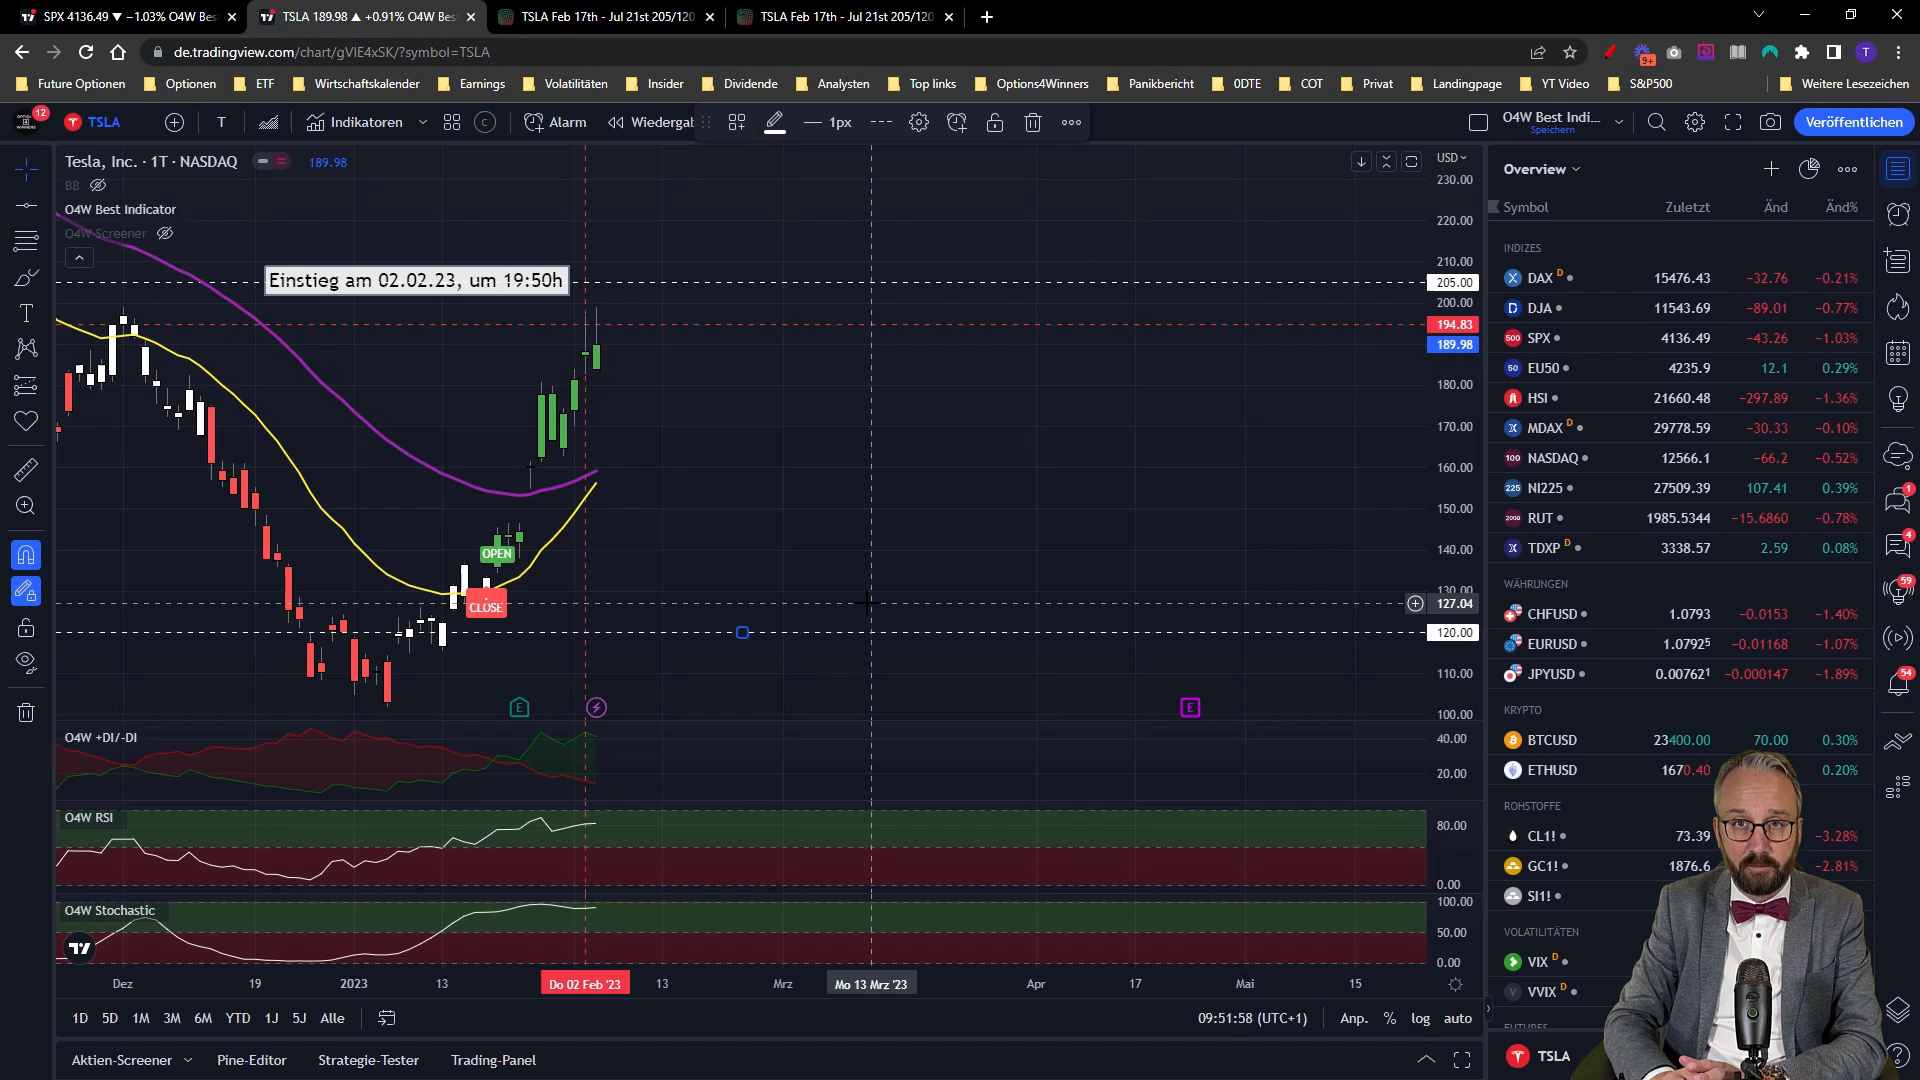 SPX 4136.49 ▼ −1.03% O4W Bes
TSLA 189.98 ▲ +0.91% O4W Bes
TSLA Feb 17th - Jul 21st 205/120
TSLA Feb 17th - Jul 21st 205/120
de.tradingview.com/chart/gVIE4xSK/?symbol=TSLA
9+
T
Future Optionen
Optionen
ETF
Wirtschaftskalender
Earnings
Volatilitäten
Insider
Dividende
Analysten
Top links
Options4Winners
Panikbericht
0DTE
COT
Privat
Landingpage
YT Video
S&P500
Weitere Lesezeichen
12
TSLA
T
Indikatoren
Alarm
Wiedergab
1px
O4W Best Indi...
Speichern
Veröffentlichen
Tesla, Inc. · 1T · NASDAQ
189.98
BB
O4W Best Indicator
O4W Screener
Einstieg am 02.02.23, um 19:50h
OPEN
CLOSE
E
E
USD
230.00
220.00
210.00
205.00
200.00
194.83
189.98
180.00
170.00
160.00
150.00
140.00
130.00
127.04
120.00
110.00
100.00
O4W +DI/-DI
40.00
20.00
O4W RSI
80.00
0.00
O4W Stochastic
100.00
50.00
0.00
Dez
19
2023
13
Do 02 Feb '23
13
Mrz
Mo 13 Mrz '23
Apr
17
Mai
15
1D
5D
1M
3M
6M
YTD
1J
5J
Alle
09:51:58 (UTC+1)
Anp.
%
log
auto
Aktien-Screener
Pine-Editor
Strategie-Tester
Trading-Panel
Overview
Symbol Zuletzt Änd Änd%
INDIZES
DAX D 15476.43 −32.76 −0.21%
DJA 11543.69 −89.01 −0.77%
SPX 4136.49 −43.26 −1.03%
EU50 4235.9 12.1 0.29%
HSI 21660.48 −297.89 −1.36%
MDAX D 29778.59 −30.33 −0.10%
NASDAQ 12566.1 −66.2 −0.52%
NI225 27509.39 107.41 0.39%
RUT 1985.5344 −15.6860 −0.78%
TDXP D 3338.57 2.59 0.08%
WÄHRUNGEN
CHFUSD 1.0793 −0.0153 −1.40%
EURUSD 1.07925 −0.01168 −1.07%
JPYUSD 0.007621 −0.000147 −1.89%
KRYPTO
BTCUSD 23400.00 70.00 0.30%
ETHUSD 1670.40 0.20%
ROHSTOFFE
CL1! 73.39 −3.28%
GC1! 1876.6 −2.81%
SI1!
VOLATILITÄTEN
VIX D
VVIX D
TSLA
1
4
59
54